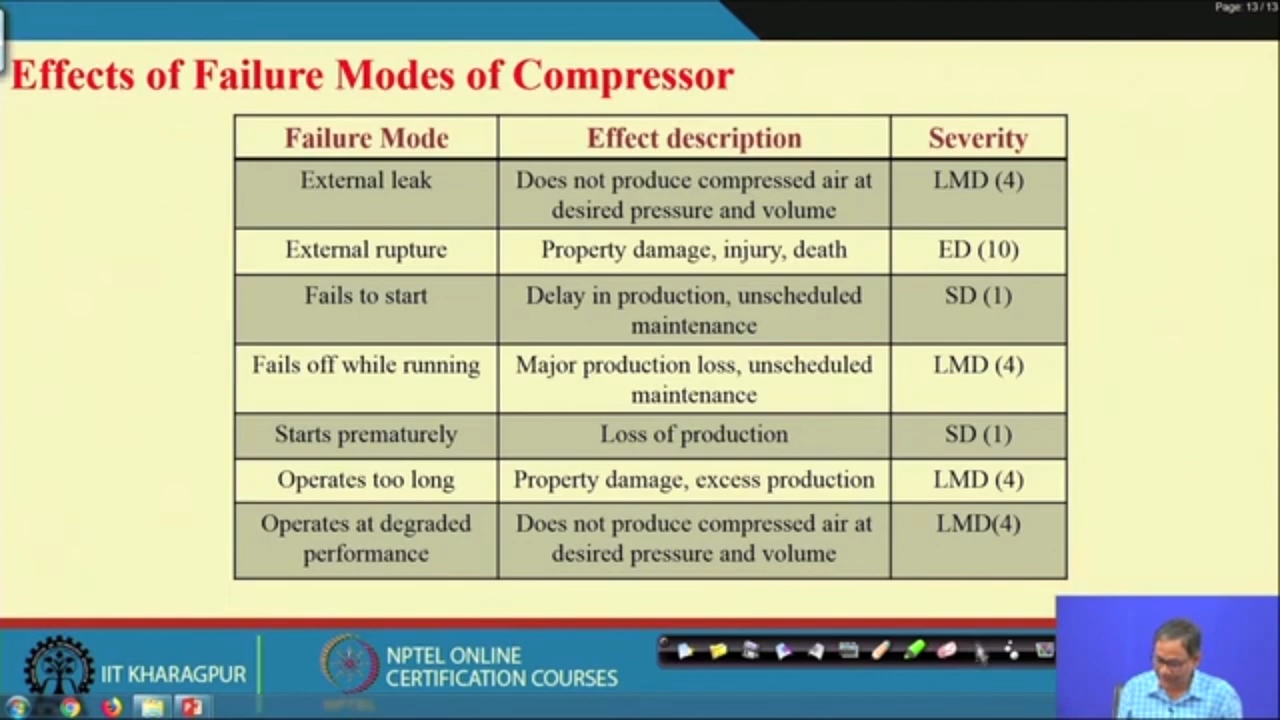 Page: 13 / 13
Effects of Failure Modes of Compressor
Failure Mode
Effect description
Severity
External leak
Does not produce compressed air at
desired pressure and volume
LMD (4)
External rupture
Property damage, injury, death
ED (10)
Fails to start
Delay in production, unscheduled
maintenance
SD (1)
Fails off while running
Major production loss, unscheduled
maintenance
LMD (4)
Starts prematurely
Loss of production
SD (1)
Operates too long
Property damage, excess production
LMD (4)
Operates at degraded
performance
Does not produce compressed air at
desired pressure and volume
LMD(4)
IIT KHARAGPUR
NPTEL ONLINE
CERTIFICATION COURSES